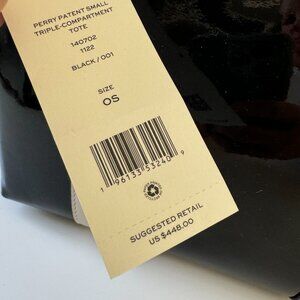 PERRY PATENT SMALL
TRIPLE-COMPARTMENT
TOTE
140702
1122
BLACK/001
SIZE
OS
1 96133 53240 9
SUGGESTED RETAIL
US $448.00